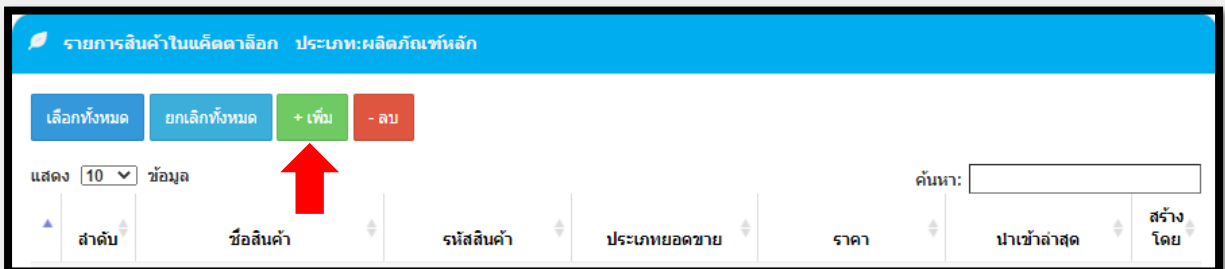 รายการสินค้าในแค็ตตาล็อก ประเภท:ผลิตภัณฑ์หลัก
เลือกทั้งหมด ยกเลิกทั้งหมด + เพิ่ม - ลบ
แสดง 10 ข้อมูล ค้นหา:
ลำดับ ชื่อสินค้า รหัสสินค้า ประเภทยอดขาย ราคา นำเข้าล่าสุด สร้าง
โดย